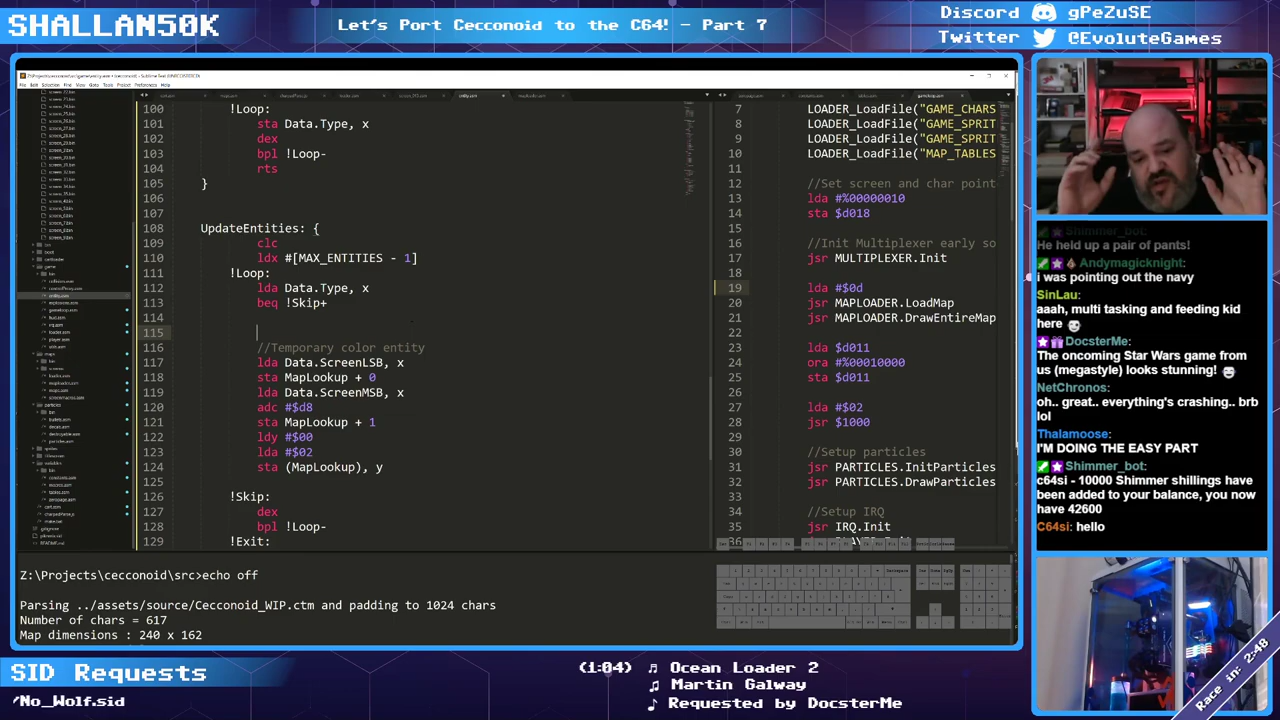 SHALLAN50K
Let's Port Cecconoid to the C64! - Part 7
Discord gPeZuSE
Twitter @EvoluteGames
100 !Loop:
101 sta Data.Type, x
102 dex
103 bpl !Loop-
104 rts
105 }
106
107
108 UpdateEntities: {
109 clc
110 ldx #[MAX_ENTITIES - 1]
111 !Loop:
112 lda Data.Type, x
113 beq !Skip+
114
115
116 //Temporary color entity
117 lda Data.ScreenLSB, x
118 sta MapLookup + 0
119 lda Data.ScreenMSB, x
120 adc #$d8
121 sta MapLookup + 1
122 ldy #$00
123 lda #$02
124 sta (MapLookup), y
125
126 !Skip:
127 dex
128 bpl !Loop-
129 !Exit:
7 LOADER_LoadFile("GAME_CHARS
8 LOADER_LoadFile("GAME_SPRIT
9 LOADER_LoadFile("MAP_TABLES
10
11
12 //Set screen and char point
13 lda #%00000010
14 sta $d018
15
16 //Init Multiplexer early so
17 jsr MULTIPLEXER.Init
18
19 lda #$0d
20 jsr MAPLOADER.LoadMap
21 jsr MAPLOADER.DrawEntireMap
22
23 lda $d011
24 ora #%00010000
25 sta $d011
26
27 lda #$02
28 jsr $1000
29
30 //Setup particles
31 jsr PARTICLES.InitParticles
32 jsr PARTICLES.DrawParticles
33
34 //Setup IRQ
35 jsr IRQ.Init
36
Z:\Projects\cecconoid\src>echo off
Parsing ../assets/source/Cecconoid_WIP.ctm and padding to 1024 chars
Number of chars = 617
Map dimensions : 240 x 162
Shimmer_bot:
He held up a pair of pants!
Andymagicknight:
i was pointing out the navy
SinLau: aaah, multi tasking and feeding kid
here
DocsterMe:
The oncoming Star Wars game from
us (megastyle) looks stunning!
NetChronos:
oh.. great.. everything's crashing.. brb
lol
Thalamoose:
I'M DOING THE EASY PART
Shimmer_bot:
c64si - 10000 Shimmer shillings have
been added to your balance, you now
have 42600
C64si: hello
Race in: 2:48
SID Requests
/No_Wolf.sid
(1:04) ♫ Ocean Loader 2
♫ Martin Galway
♪ Requested by DocsterMe